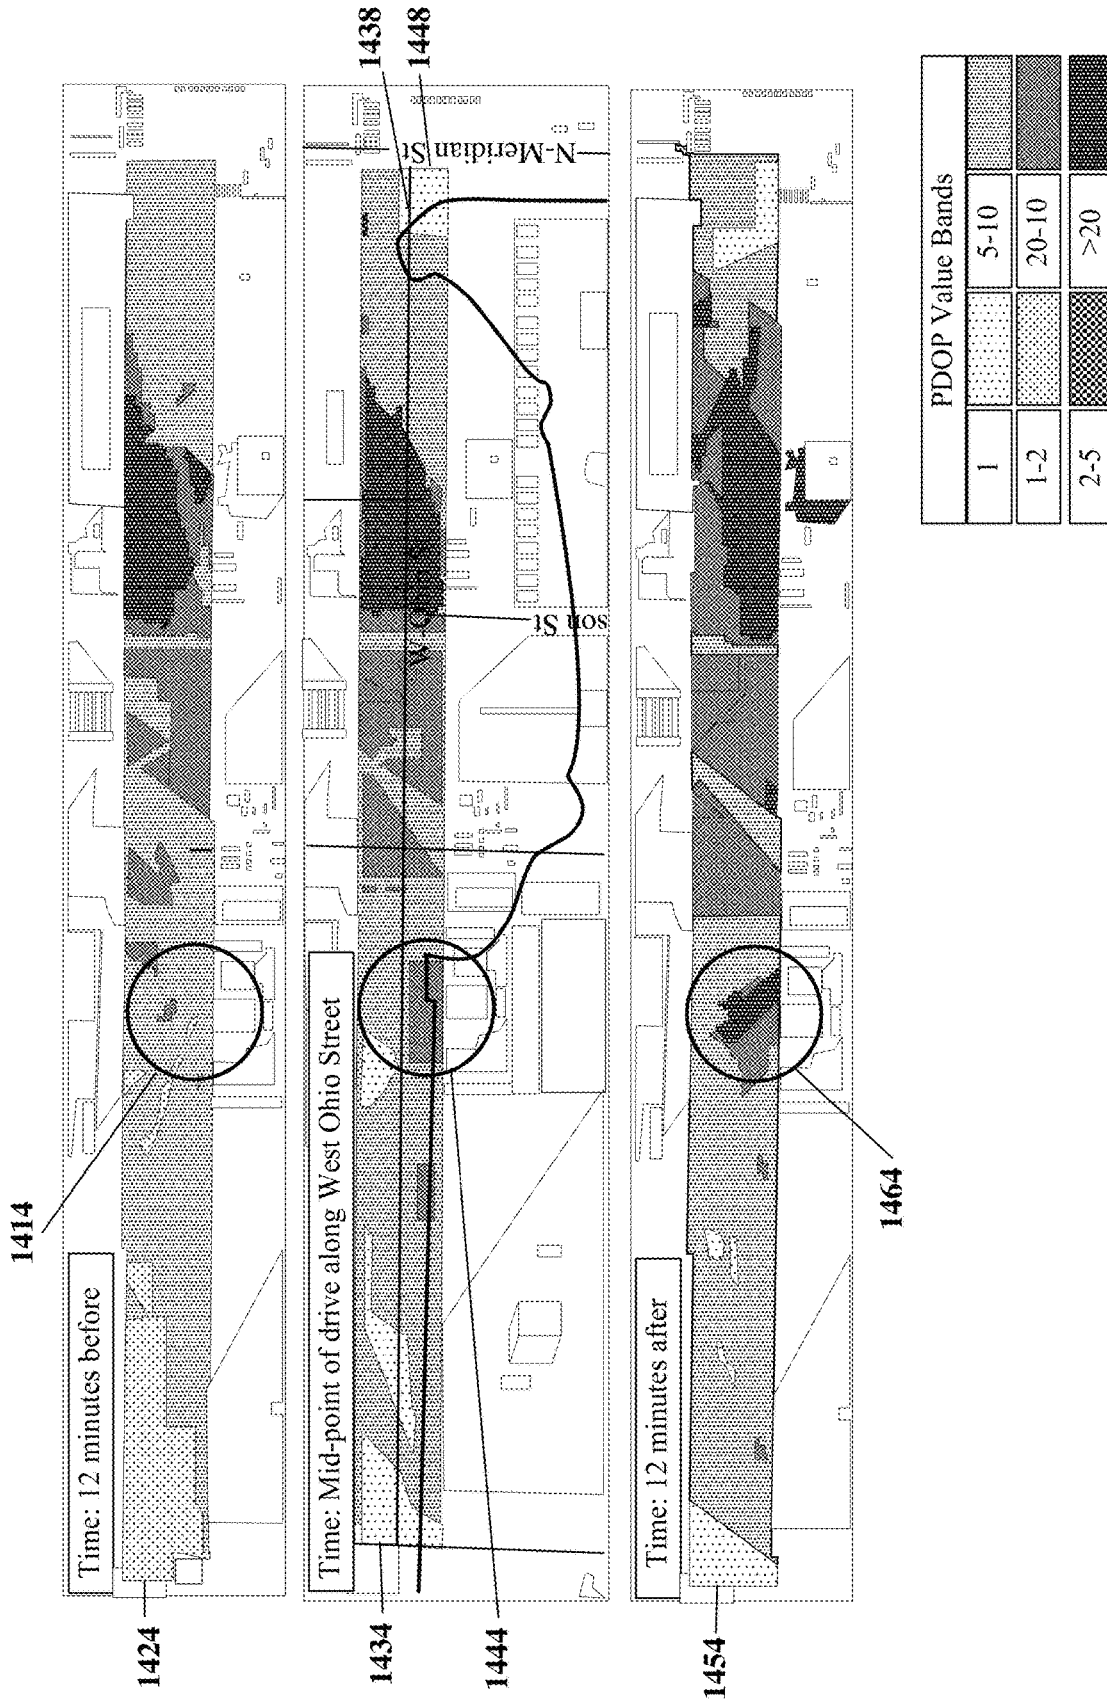 1414
Time: 12 minutes before
1424
1438
1448
Time: Mid-point of drive along West Ohio Street
N-Meridian St
son St
1434
1444
Time: 12 minutes after
1454
1464
PDOP Value Bands
1 5-10
1-2 20-10
2-5 >20